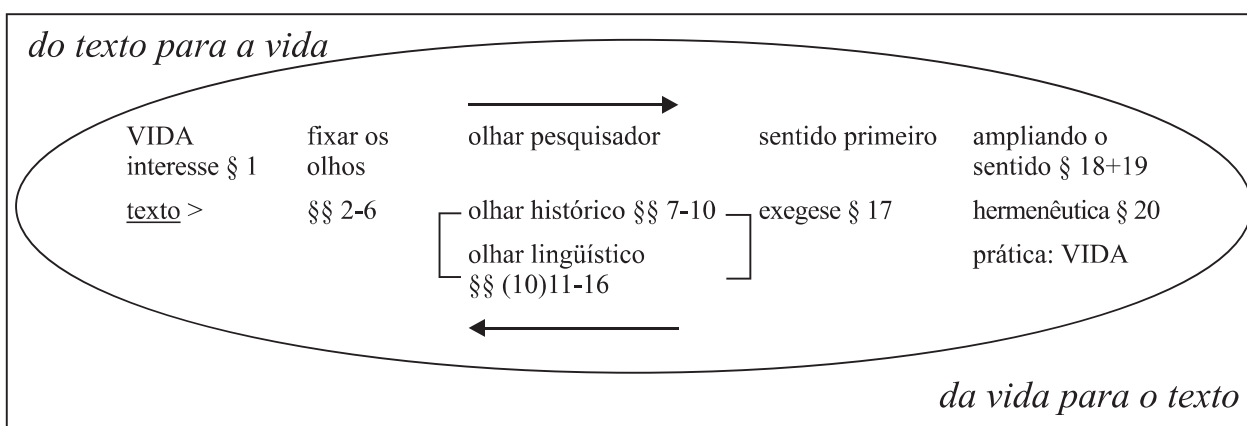 do texto para a vida
VIDA
interesse § 1
texto >
fixar os
olhos
§§ 2-6
olhar pesquisador
olhar histórico §§ 7-10
olhar lingüístico
§§ (10)11-16
sentido primeiro
exegese § 17
ampliando o
sentido § 18+19
hermenêutica § 20
prática: VIDA
da vida para o texto